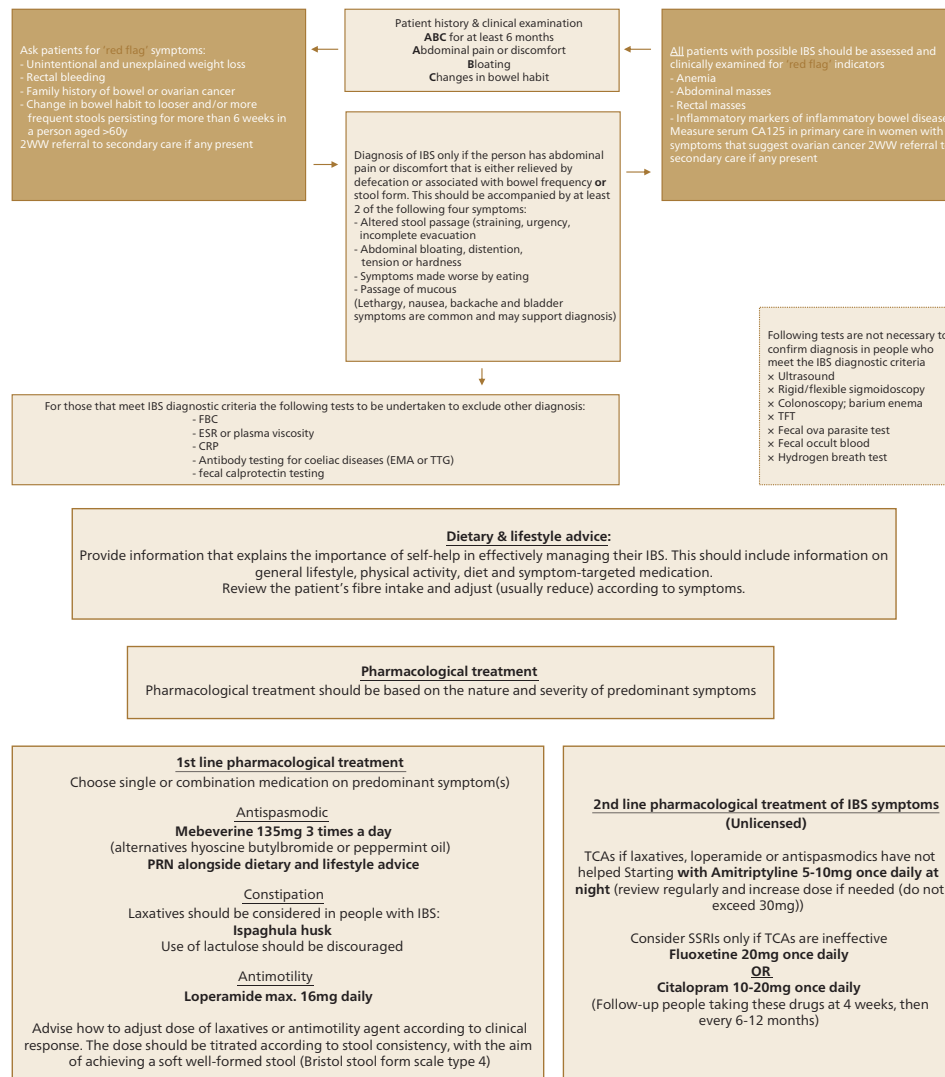 Patient history & clinical examination
ABC for at least 6 months
Abdominal pain or discomfort
Bloating
Changes in bowel habit
Ask patients for 'red flag' symptoms:
- Unintentional and unexplained weight loss
- Rectal bleeding
- Family history of bowel or ovarian cancer
- Change in bowel habit to looser and/or more
frequent stools persisting for more than 6 weeks in
a person aged >60y
2WW referral to secondary care if any present
All patients with possible IBS should be assessed and
clinically examined for 'red flag' indicators
- Anemia
- Abdominal masses
- Rectal masses
- Inflammatory markers of inflammatory bowel disease
Measure serum CA125 in primary care in women with
symptoms that suggest ovarian cancer 2WW referral to
secondary care if any present
Diagnosis of IBS only if the person has abdominal
pain or discomfort that is either relieved by
defecation or associated with bowel frequency or
stool form. This should be accompanied by at least
2 of the following four symptoms:
- Altered stool passage (straining, urgency,
incomplete evacuation
- Abdominal bloating, distention,
tension or hardness
- Symptoms made worse by eating
- Passage of mucous
(Lethargy, nausea, backache and bladder
symptoms are common and may support diagnosis)
Following tests are not necessary to
confirm diagnosis in people who
meet the IBS diagnostic criteria
× Ultrasound
× Rigid/flexible sigmoidoscopy
× Colonoscopy; barium enema
× TFT
× Fecal ova parasite test
× Fecal occult blood
× Hydrogen breath test
For those that meet IBS diagnostic criteria the following tests to be undertaken to exclude other diagnosis:
- FBC
- ESR or plasma viscosity
- CRP
- Antibody testing for coeliac diseases (EMA or TTG)
- fecal calprotectin testing
Dietary & lifestyle advice:
Provide information that explains the importance of self-help in effectively managing their IBS. This should include information on
general lifestyle, physical activity, diet and symptom-targeted medication.
Review the patient's fibre intake and adjust (usually reduce) according to symptoms.
Pharmacological treatment
Pharmacological treatment should be based on the nature and severity of predominant symptoms
1st line pharmacological treatment
Choose single or combination medication on predominant symptom(s)
Antispasmodic
Mebeverine 135mg 3 times a day
(alternatives hyoscine butylbromide or peppermint oil)
PRN alongside dietary and lifestyle advice
Constipation
Laxatives should be considered in people with IBS:
Ispaghula husk
Use of lactulose should be discouraged
Antimotility
Loperamide max. 16mg daily
Advise how to adjust dose of laxatives or antimotility agent according to clinical
response. The dose should be titrated according to stool consistency, with the aim
of achieving a soft well-formed stool (Bristol stool form scale type 4)
2nd line pharmacological treatment of IBS symptoms
(Unlicensed)
TCAs if laxatives, loperamide or antispasmodics have not
helped Starting with Amitriptyline 5-10mg once daily at
night (review regularly and increase dose if needed (do not
exceed 30mg))
Consider SSRIs only if TCAs are ineffective
Fluoxetine 20mg once daily
OR
Citalopram 10-20mg once daily
(Follow-up people taking these drugs at 4 weeks, then
every 6-12 months)